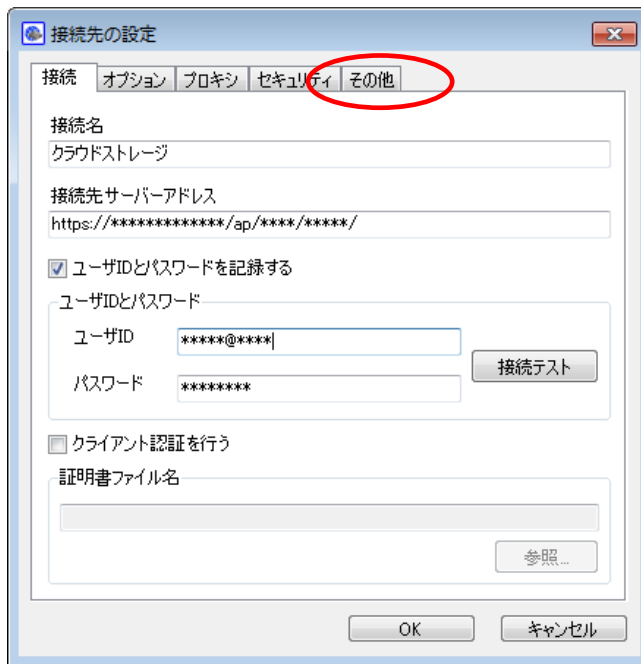 接続先の設定
接続 オプション プロキシ セキュリティ その他
接続名
クラウドストレージ
接続先サーバーアドレス
https://*************/ap/****/*****/
ユーザIDとパスワードを記録する
ユーザIDとパスワード
ユーザID *****@****
接続テスト
パスワード ********
クライアント認証を行う
証明書ファイル名
参照...
OK キャンセル